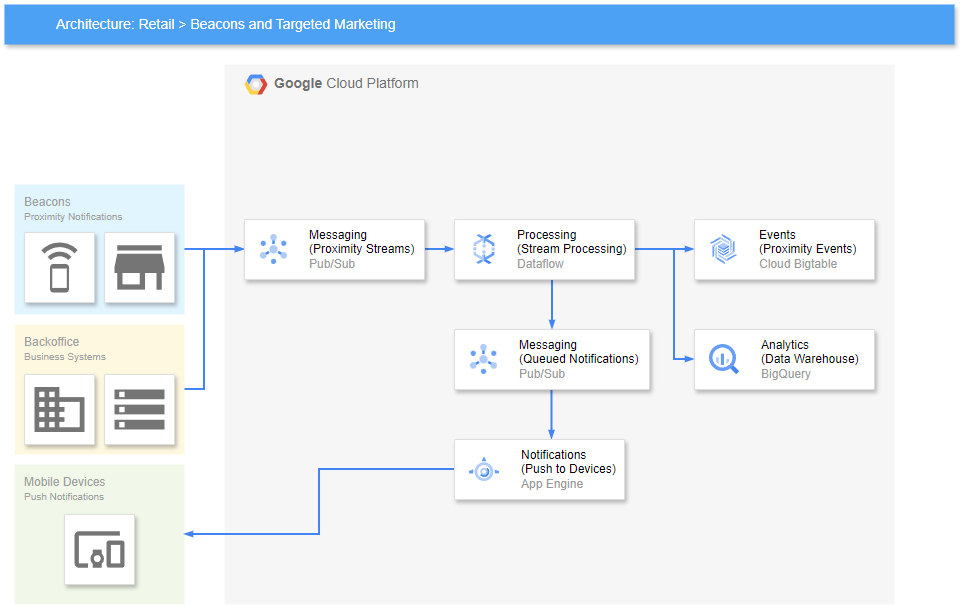 Architecture: Retail > Beacons and Targeted Marketing
Google Cloud Platform
Beacons
Proximity Notifications
Backoffice
Business Systems
Mobile Devices
Push Notifications
Messaging
(Proximity Streams)
Pub/Sub
Processing
(Stream Processing)
Dataflow
Events
(Proximity Events)
Cloud Bigtable
Messaging
(Queued Notifications)
Pub/Sub
Analytics
(Data Warehouse)
BigQuery
Notifications
(Push to Devices)
App Engine